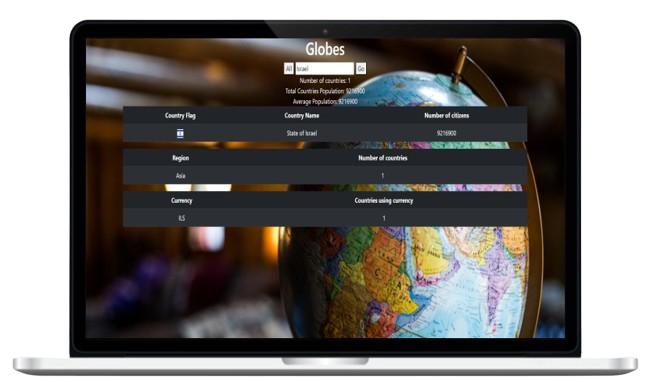 Globes
All Israel Go
Number of countries: 1
Total Countries Population: 9216900
Average Population: 9216900
Country Flag Country Name Number of citizens
State of Israel 9216900
Region Number of countries
Asia 1
Currency Countries using currency
ILS 1